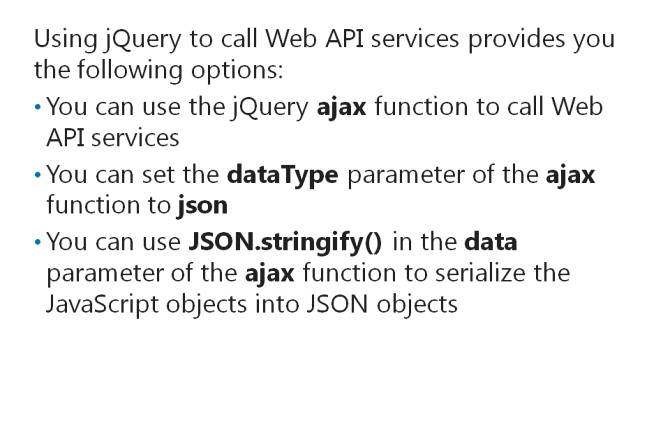 Using jQuery to call Web API services provides you
the following options:
• You can use the jQuery ajax function to call Web
API services
• You can set the dataType parameter of the ajax
function to json
• You can use JSON.stringify() in the data
parameter of the ajax function to serialize the
JavaScript objects into JSON objects